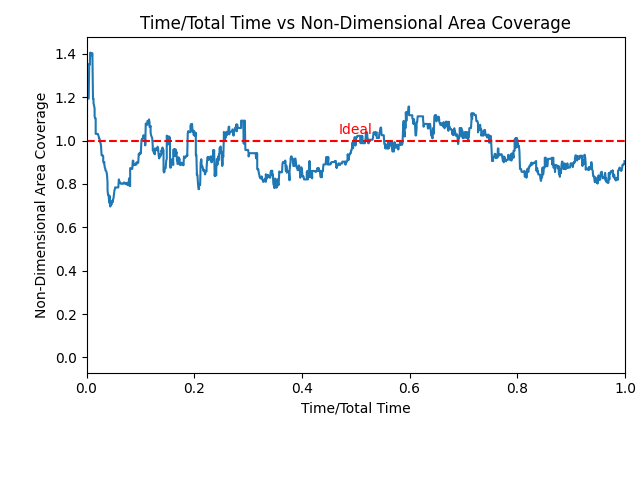 Time/Total Time vs Non-Dimensional Area Coverage
Non-Dimensional Area Coverage
1.4
1.2
1.0
0.8
0.6
0.4
0.2
0.0
Ideal
0.0 0.2 0.4 0.6 0.8 1.0
Time/Total Time